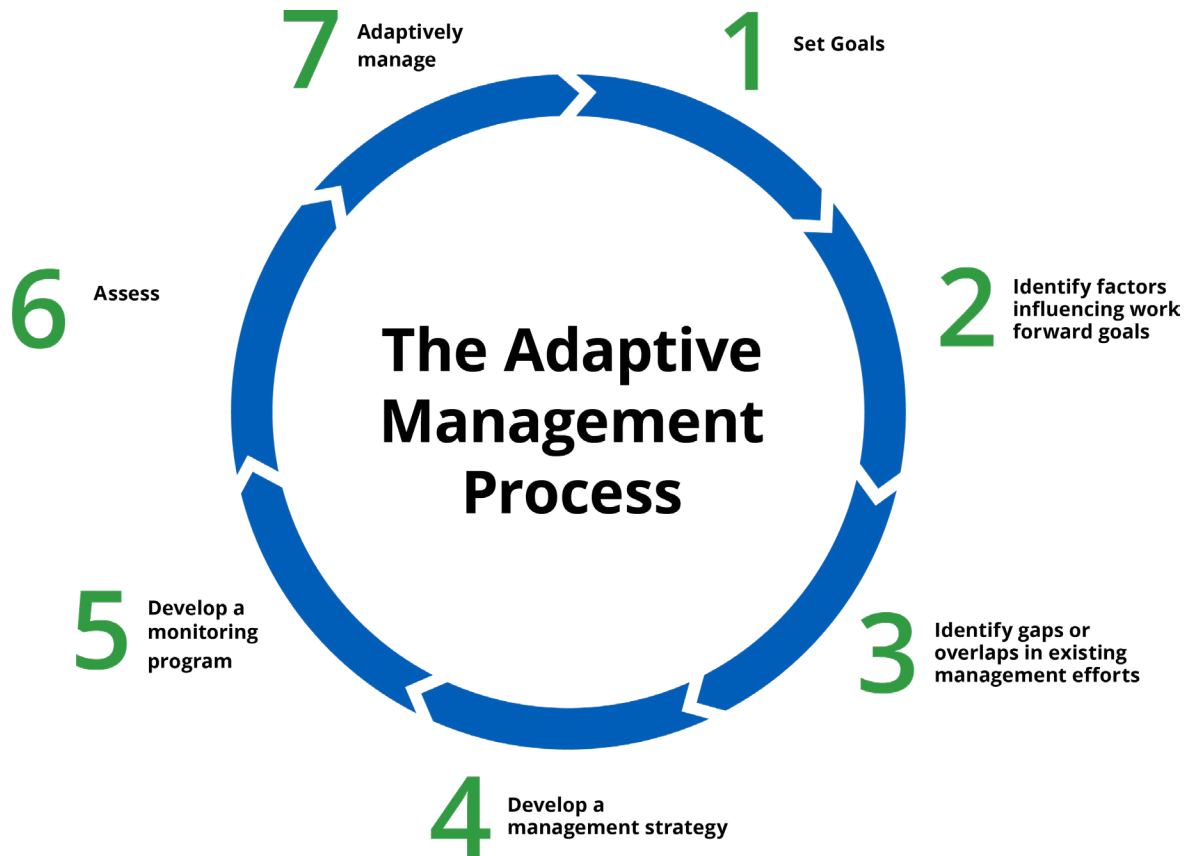 7
Adaptively
manage
1
Set Goals
6
Assess
2
Identify factors
influencing work
forward goals
The Adaptive
Management
Process
5
Develop a
monitoring
program
3
Identify gaps or
overlaps in existing
management efforts
4
Develop a
management strategy